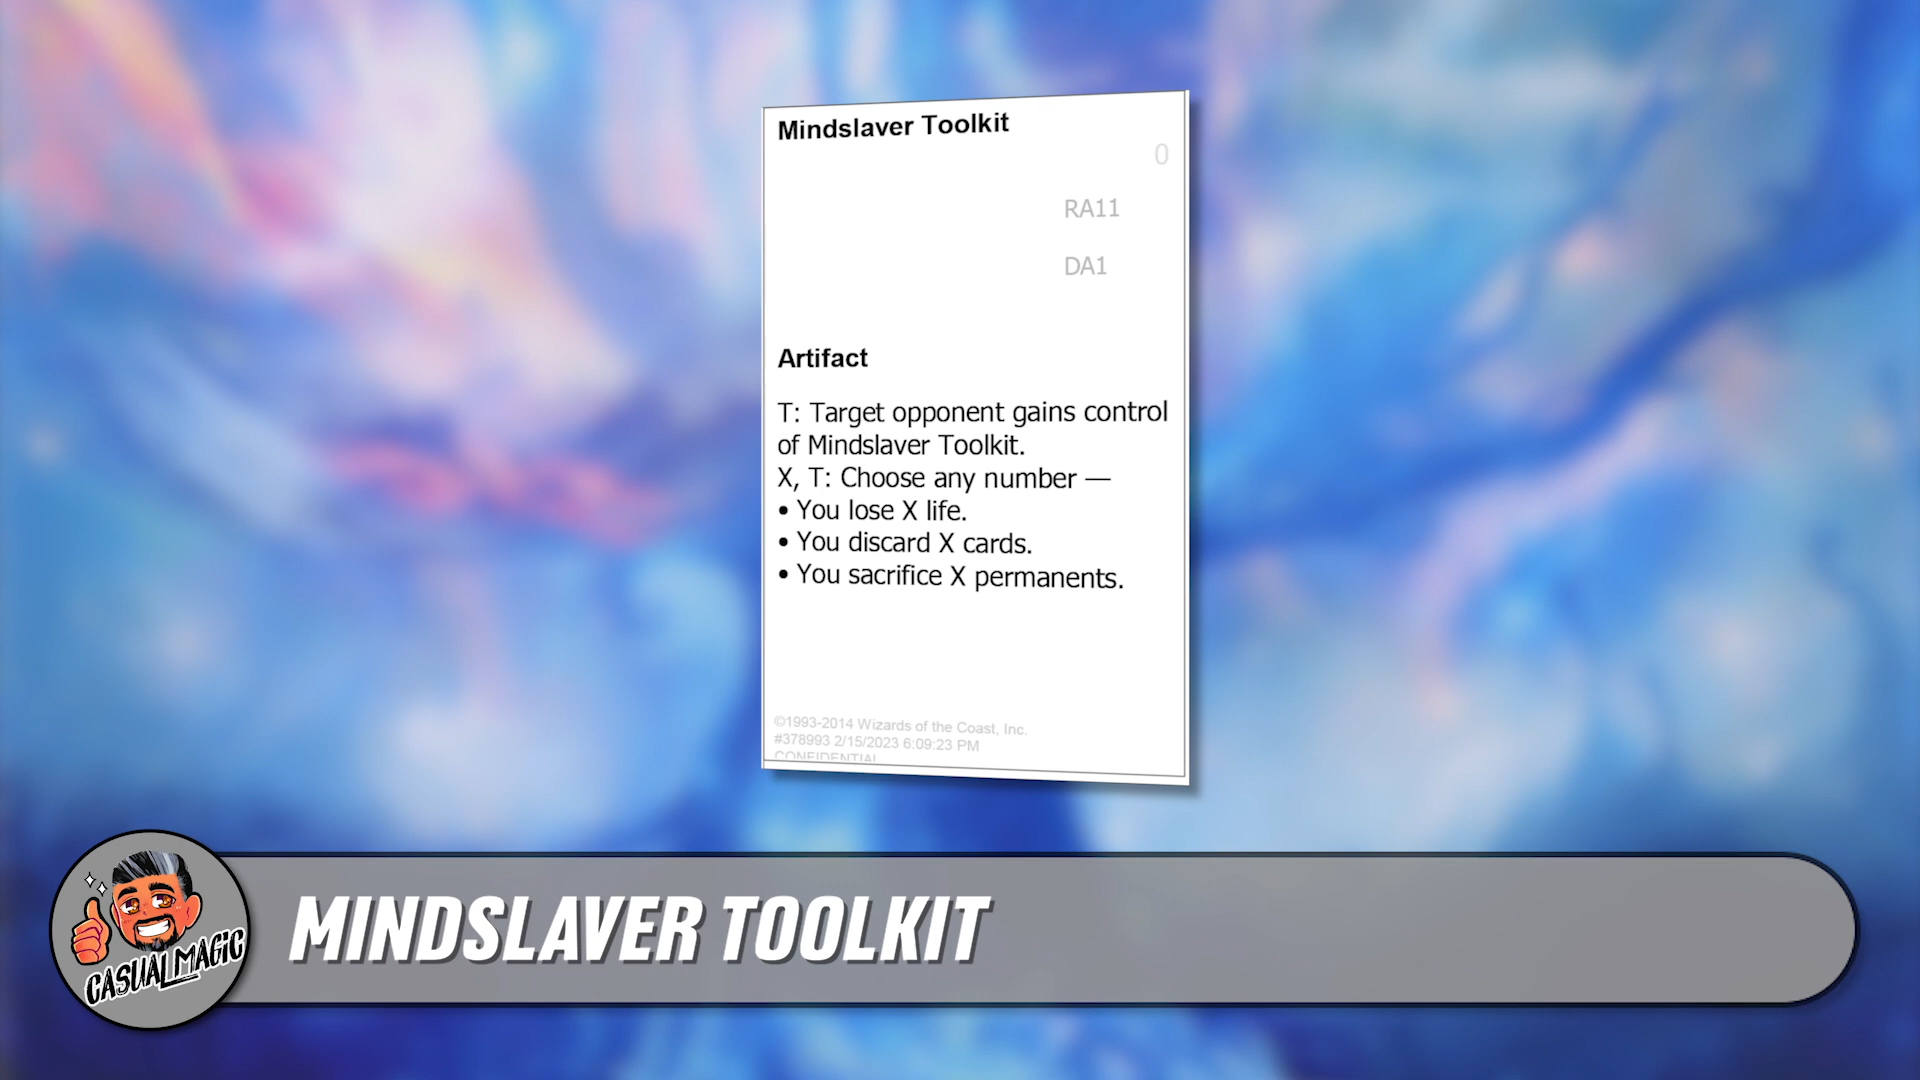 Mindslaver Toolkit
0
RA11
DA1
Artifact
T: Target opponent gains control
of Mindslaver Toolkit.
X, T: Choose any number —
• You lose X life.
• You discard X cards.
• You sacrifice X permanents.
©1993-2014 Wizards of the Coast, Inc.
#378993 2/15/2023 6:09:23 PM
CONFIDENTIAL
CASUAL MAGIC
MINDSLAVER TOOLKIT